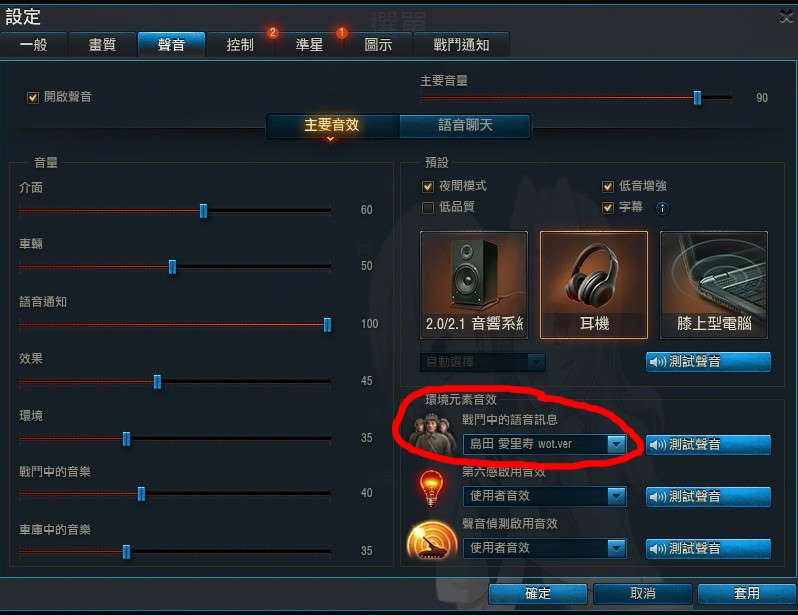 設定
選單
一般 畫質 聲音 控制 2 準星 1 圖示 戰鬥通知
開啟聲音
主要音量
90
主要音效 語音聊天
音量
介面
60
車輛
50
語音通知
100
效果
45
環境
35
戰鬥中的音樂
40
車庫中的音樂
35
預設
夜間模式 低音增強
低品質 字幕 i
2.0/2.1 音響系統 耳機 膝上型電腦
自動選擇 測試聲音
環境元素音效
戰鬥中的語音訊息
島田 愛里寿 wot.ver 測試聲音
第六感啟用音效
使用者音效 測試聲音
聲音偵測啟用音效
使用者音效 測試聲音
確定 取消 套用